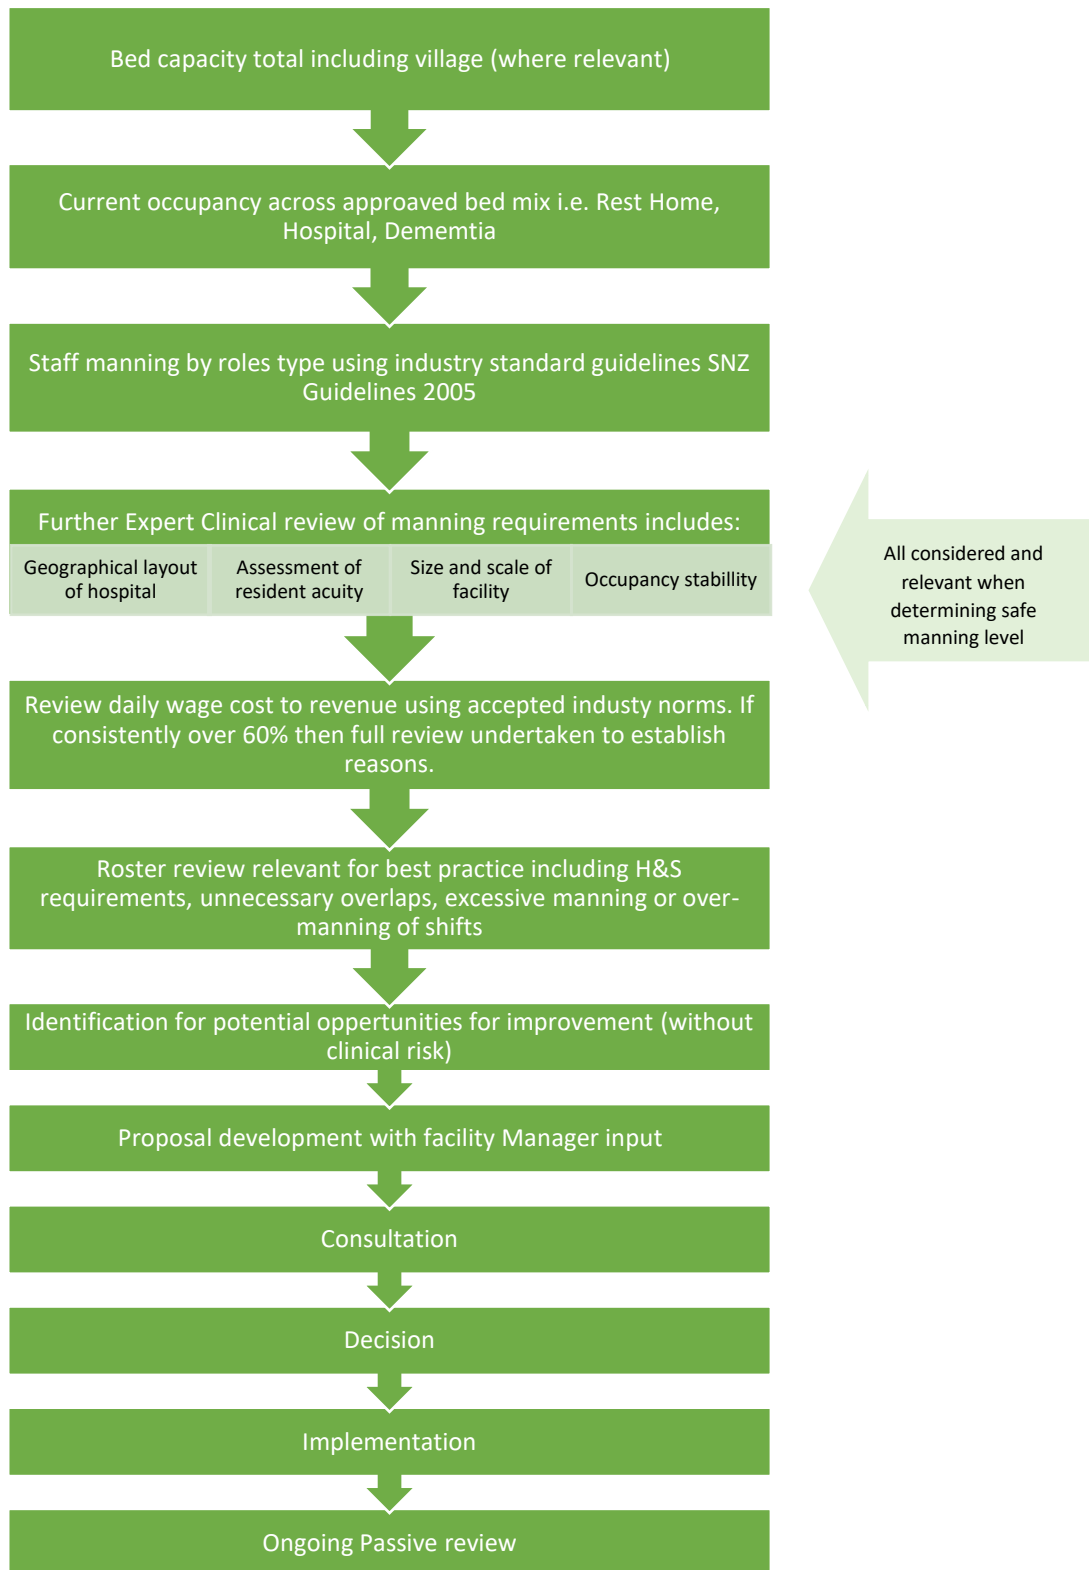 Bed capacity total including village (where relevant)
Current occupancy across approaved bed mix i.e. Rest Home,
Hospital, Dememtia
Staff manning by roles type using industry standard guidelines SNZ
Guidelines 2005
Further Expert Clinical review of manning requirements includes:
Geographical layout
of hospital
Assessment of
resident acuity
Size and scale of
facility
Occupancy stabillity
All considered and
relevant when
determining safe
manning level
Review daily wage cost to revenue using accepted industy norms. If
consistently over 60% then full review undertaken to establish
reasons.
Roster review relevant for best practice including H&S
requirements, unnecessary overlaps, excessive manning or over-
manning of shifts
Identification for potential oppertunities for improvement (without
clinical risk)
Proposal development with facility Manager input
Consultation
Decision
Implementation
Ongoing Passive review